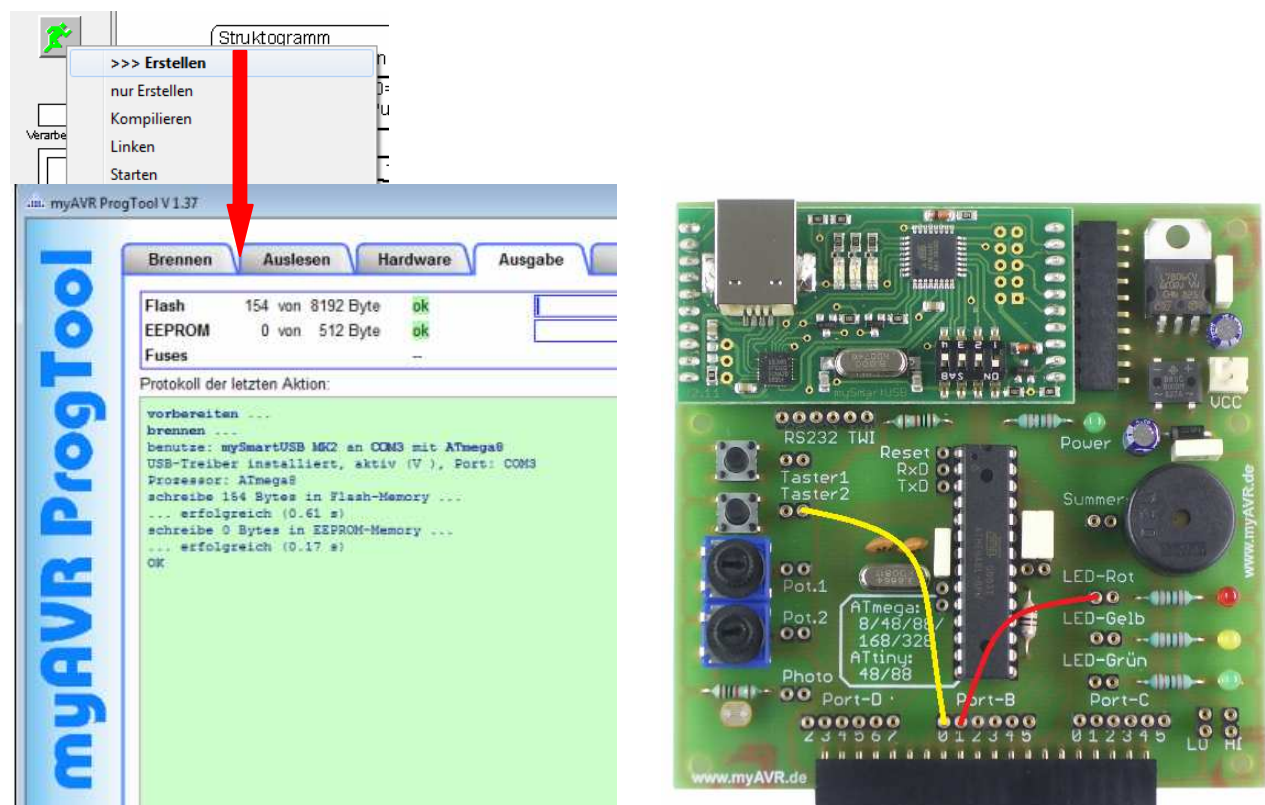 Struktogramm
>>> Erstellen
nur Erstellen
Kompilieren
Verarbe
Linken
Starten
myAVR ProgTool V 1.37
myAVR ProgTool
Brennen
Auslesen
Hardware
Ausgabe
Flash 154 von 8192 Byte ok
EEPROM 0 von 512 Byte ok
Fuses --
Protokoll der letzten Aktion:
vorbereiten ...
brennen ...
benutze: mySmartUSB MK2 an COM3 mit ATmega8
USB-Treiber installiert, aktiv (V ), Port: COM3
Prozessor: ATmega8
schreibe 154 Bytes in Flash-Memory ...
... erfolgreich (0.61 s)
schreibe 0 Bytes in EEPROM-Memory ...
... erfolgreich (0.17 s)
OK
4 3 2 1
ON
mySmartUSB
VCC
RS232 TWI
Power
Reset
RxD
TxD
Taster1
Taster2
Summer
www.myAVR.de
Pot.1
LED-Rot
ATmega:
8/48/88/
168/328
ATtiny:
48/88
Pot.2
LED-Gelb
LED-Grün
Photo
Port-D
Port-B
Port-C
2 3 4 5 6 7
0 1 2 3 4 5
0 1 2 3 4 5
LO HI
www.myAVR.de